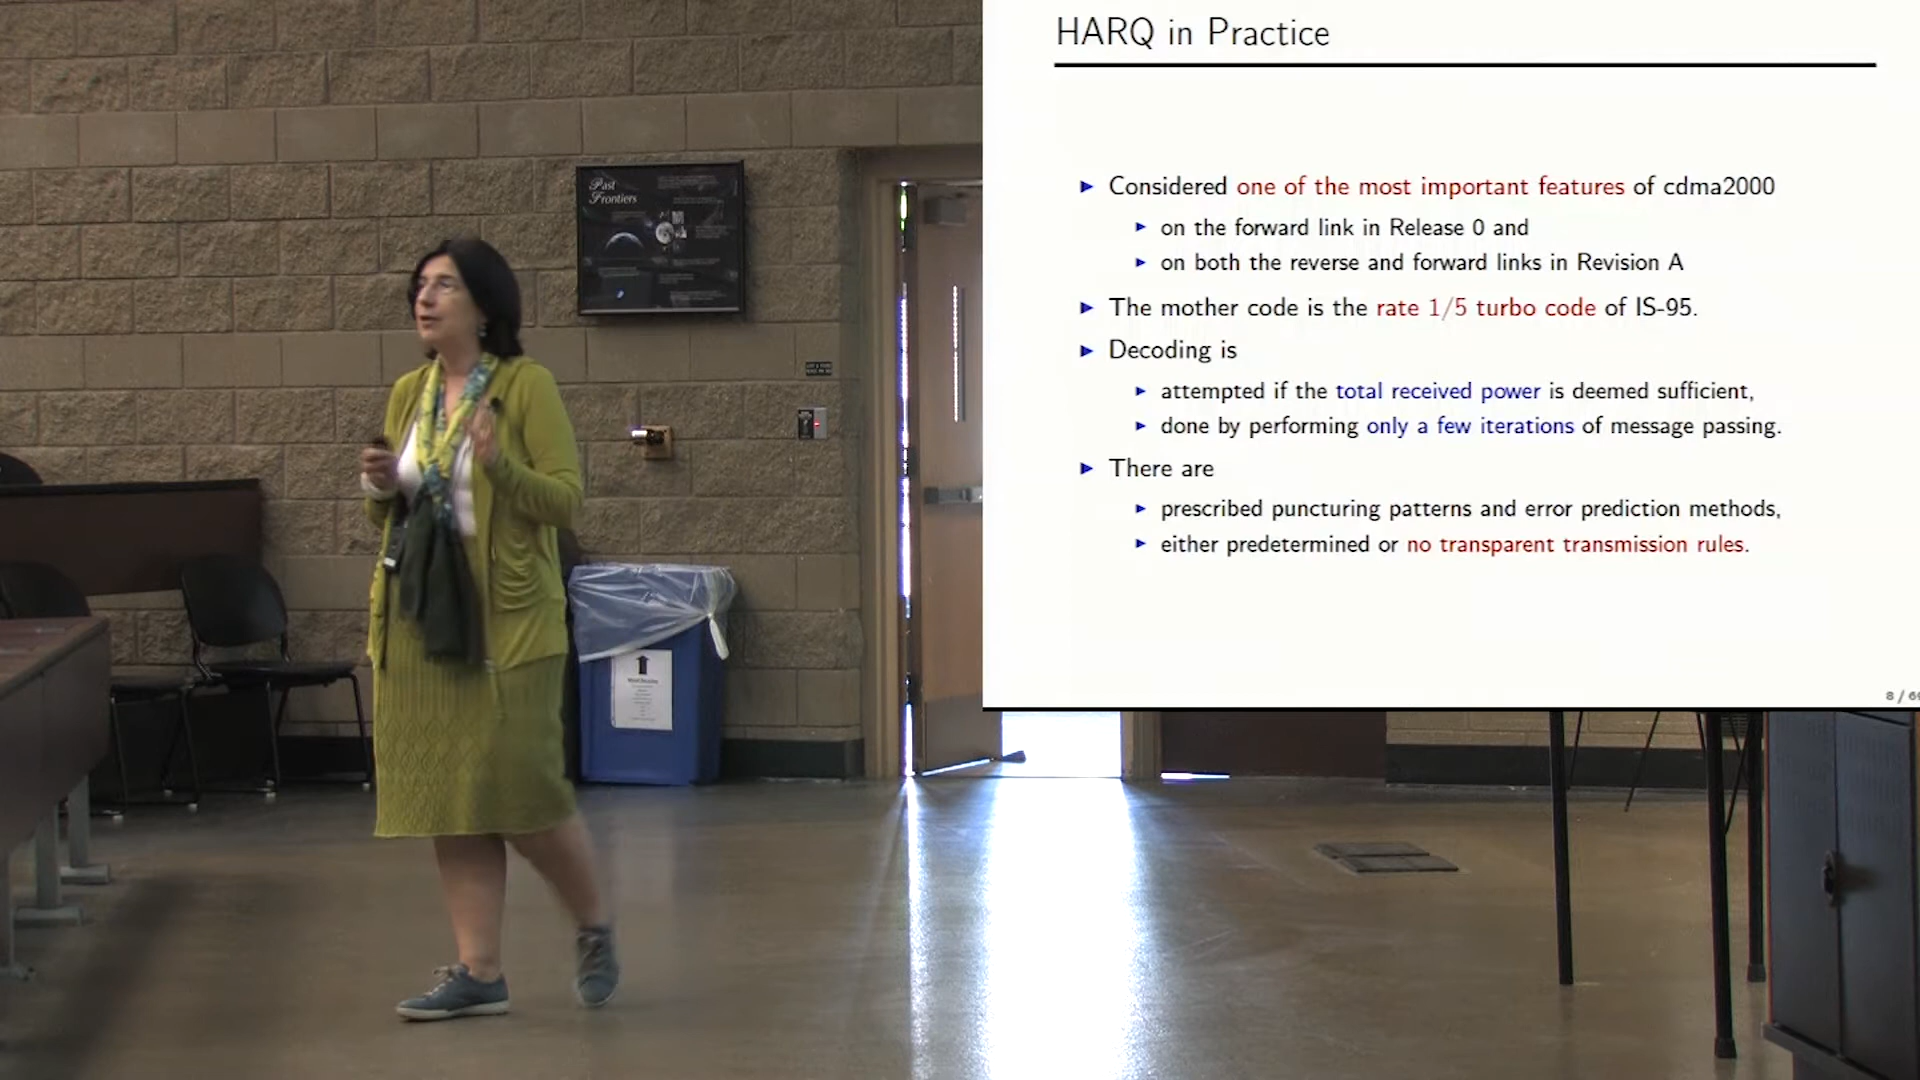 Past
Frontiers
HARQ in Practice
Considered one of the most important features of cdma2000
on the forward link in Release 0 and
on both the reverse and forward links in Revision A
The mother code is the rate 1/5 turbo code of IS-95.
Decoding is
attempted if the total received power is deemed sufficient,
done by performing only a few iterations of message passing.
There are
prescribed puncturing patterns and error prediction methods,
either predetermined or no transparent transmission rules.